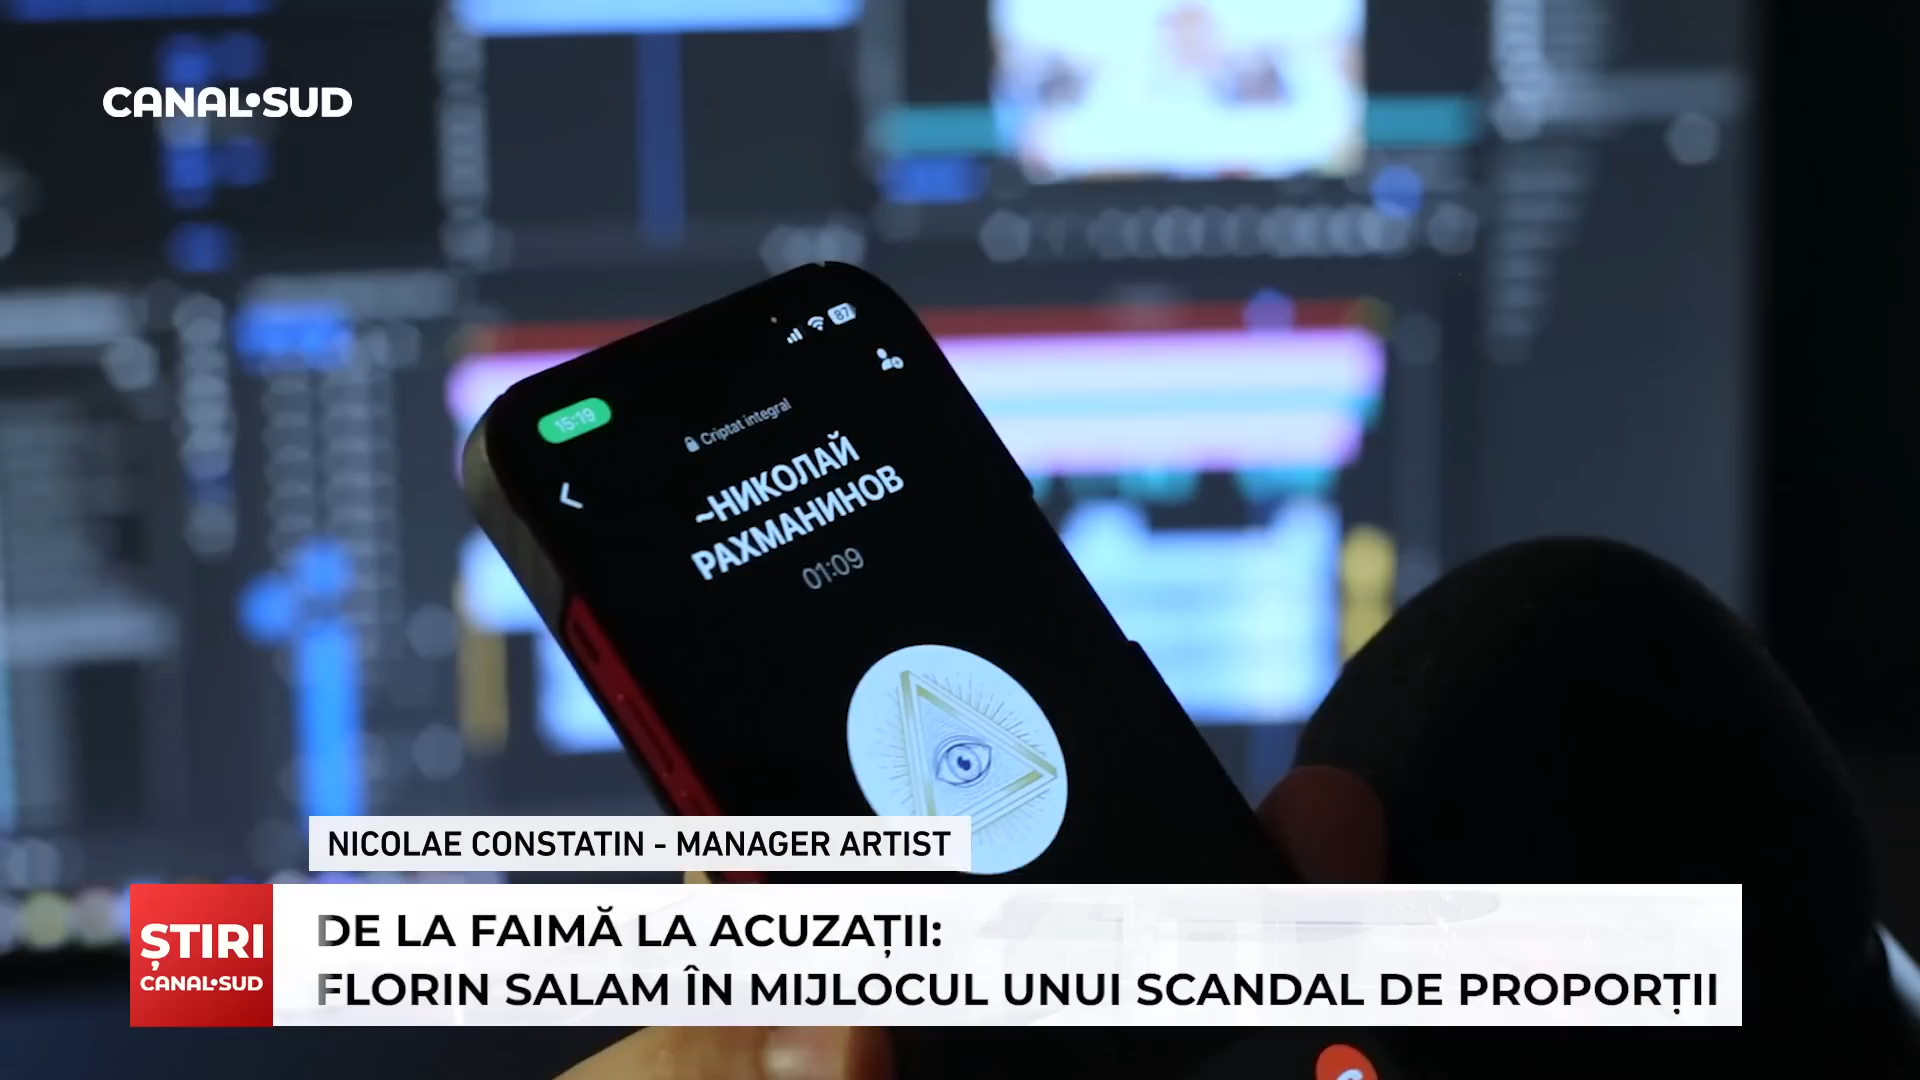 CANAL•SUD
87
15:19
Criptat integral
~НИКОЛАЙ
РАХМАНИНОВ
01:09
NICOLAE CONSTATIN - MANAGER ARTIST
ȘTIRI
CANAL•SUD
DE LA FAIMĂ LA ACUZAȚII:
FLORIN SALAM ÎN MIJLOCUL UNUI SCANDAL DE PROPORȚII